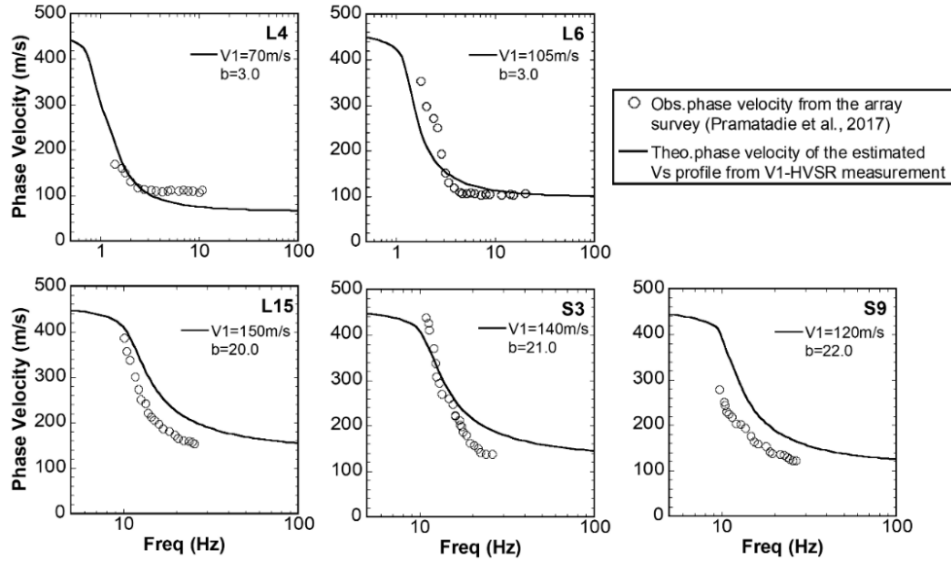 L4
V1=70m/s
b=3.0
500
400
300
200
100
0
1
10
100
Phase Velocity (m/s)
L6
V1=105m/s
b=3.0
500
400
300
200
100
0
1
10
100
Obs.phase velocity from the array
survey (Pramatadie et al., 2017)
Theo.phase velocity of the estimated
Vs profile from V1-HVSR measurement
L15
V1=150m/s
b=20.0
500
400
300
200
100
0
10
100
Phase Velocity (m/s)
Freq (Hz)
S3
V1=140m/s
b=21.0
500
400
300
200
100
0
10
100
Freq (Hz)
S9
V1=120m/s
b=22.0
500
400
300
200
100
0
10
100
Freq (Hz)